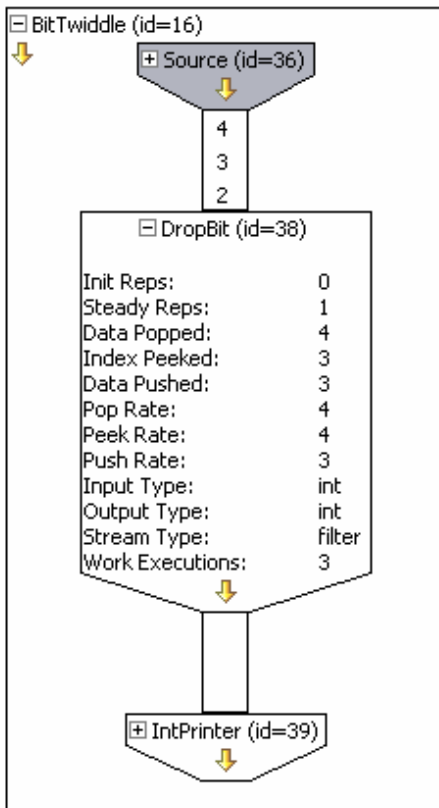 BitTwiddle (id=16)
Source (id=36)
4
3
2
DropBit (id=38)
Init Reps: 0
Steady Reps: 1
Data Popped: 4
Index Peeked: 3
Data Pushed: 3
Pop Rate: 4
Peek Rate: 4
Push Rate: 3
Input Type: int
Output Type: int
Stream Type: filter
Work Executions: 3
IntPrinter (id=39)